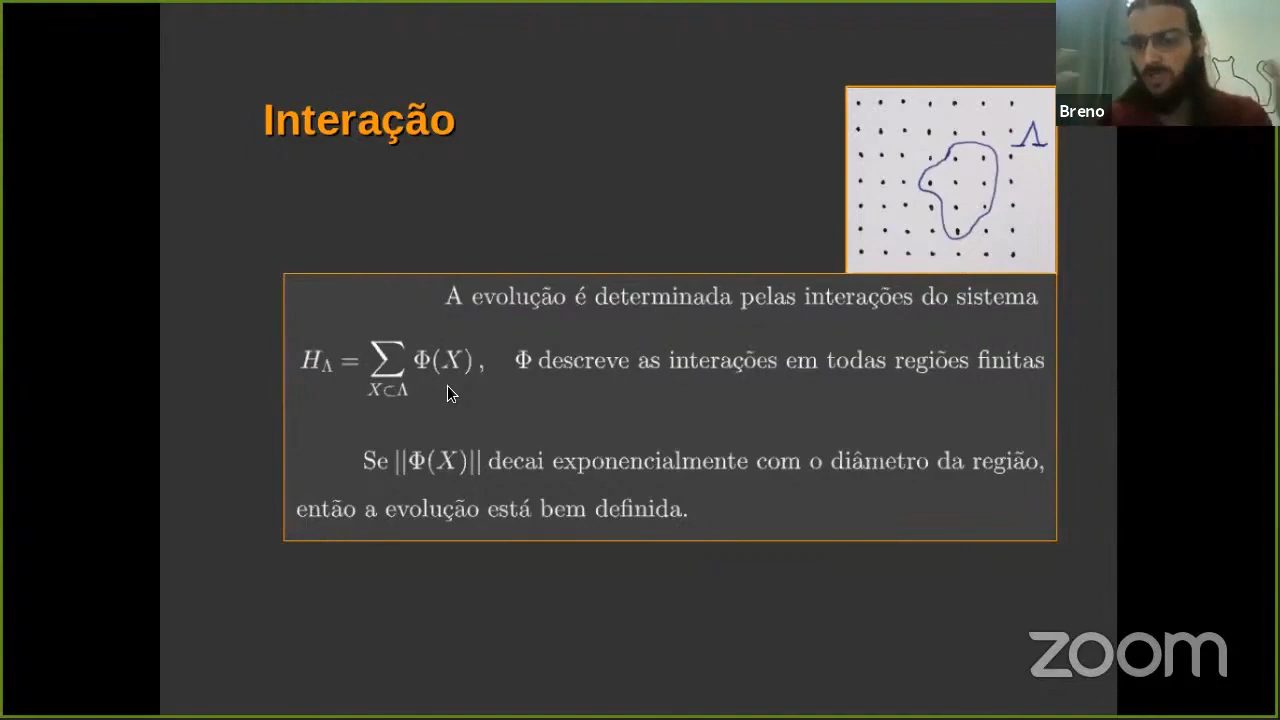 Interação
Λ
Breno
A evolução é determinada pelas interações do sistema
H_Λ = ∑_{X⊂Λ} Φ(X) , Φ descreve as interações em todas regiões finitas
Se ||Φ(X)|| decai exponencialmente com o diâmetro da região,
então a evolução está bem definida.
zoom